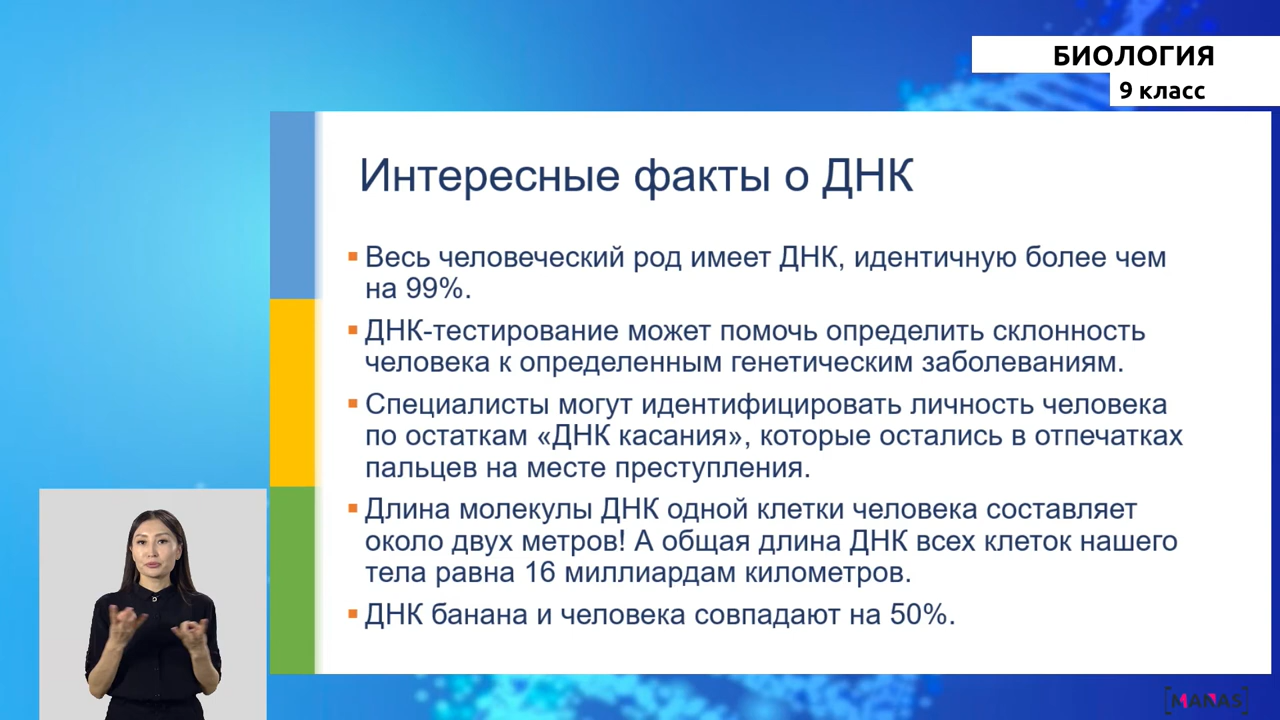 БИОЛОГИЯ
9 класс
Интересные факты о ДНК
▪ Весь человеческий род имеет ДНК, идентичную более чем
на 99%.
▪ ДНК-тестирование может помочь определить склонность
человека к определенным генетическим заболеваниям.
▪ Специалисты могут идентифицировать личность человека
по остаткам «ДНК касания», которые остались в отпечатках
пальцев на месте преступления.
▪ Длина молекулы ДНК одной клетки человека составляет
около двух метров! А общая длина ДНК всех клеток нашего
тела равна 16 миллиардам километров.
▪ ДНК банана и человека совпадают на 50%.
[MANAS]